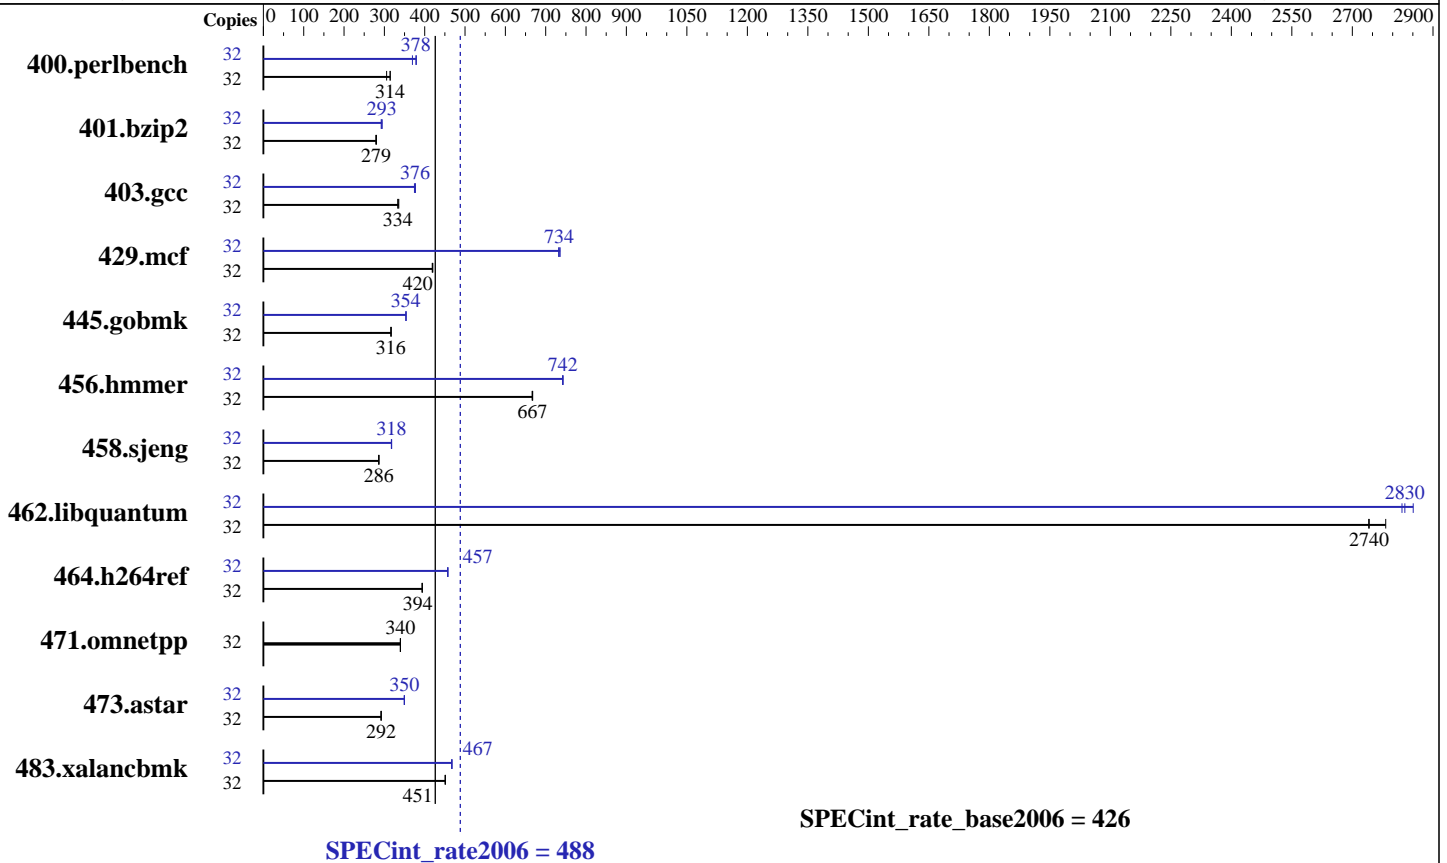 Copies 0 100 200 300 400 500 600 700 800 900 1050 1200 1350 1500 1650 1800 1950 2100 2250 2400 2550 2700 2900
400.perlbench 32 378
32 314
401.bzip2 32 293
32 279
403.gcc 32 376
32 334
429.mcf 32 734
32 420
445.gobmk 32 354
32 316
456.hmmer 32 742
32 667
458.sjeng 32 318
32 286
462.libquantum 32 2830
32 2740
464.h264ref 32 457
32 394
471.omnetpp 32 340
473.astar 32 350
32 292
483.xalancbmk 32 467
32 451
SPECint_rate_base2006 = 426
SPECint_rate2006 = 488